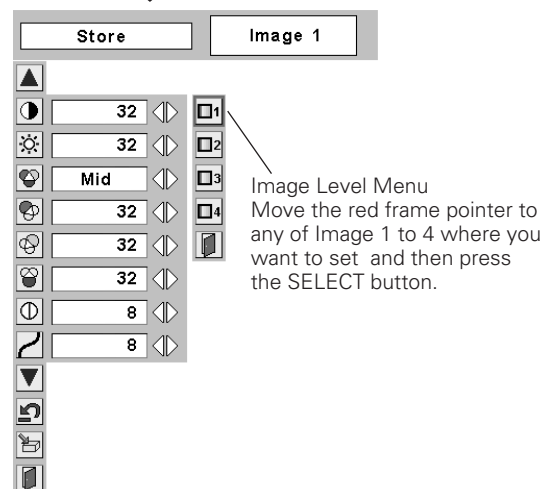 Store
Image 1
32
32
Mid
32
32
32
8
8
1
2
3
4
Image Level Menu
Move the red frame pointer to
any of Image 1 to 4 where you
want to set and then press
the SELECT button.